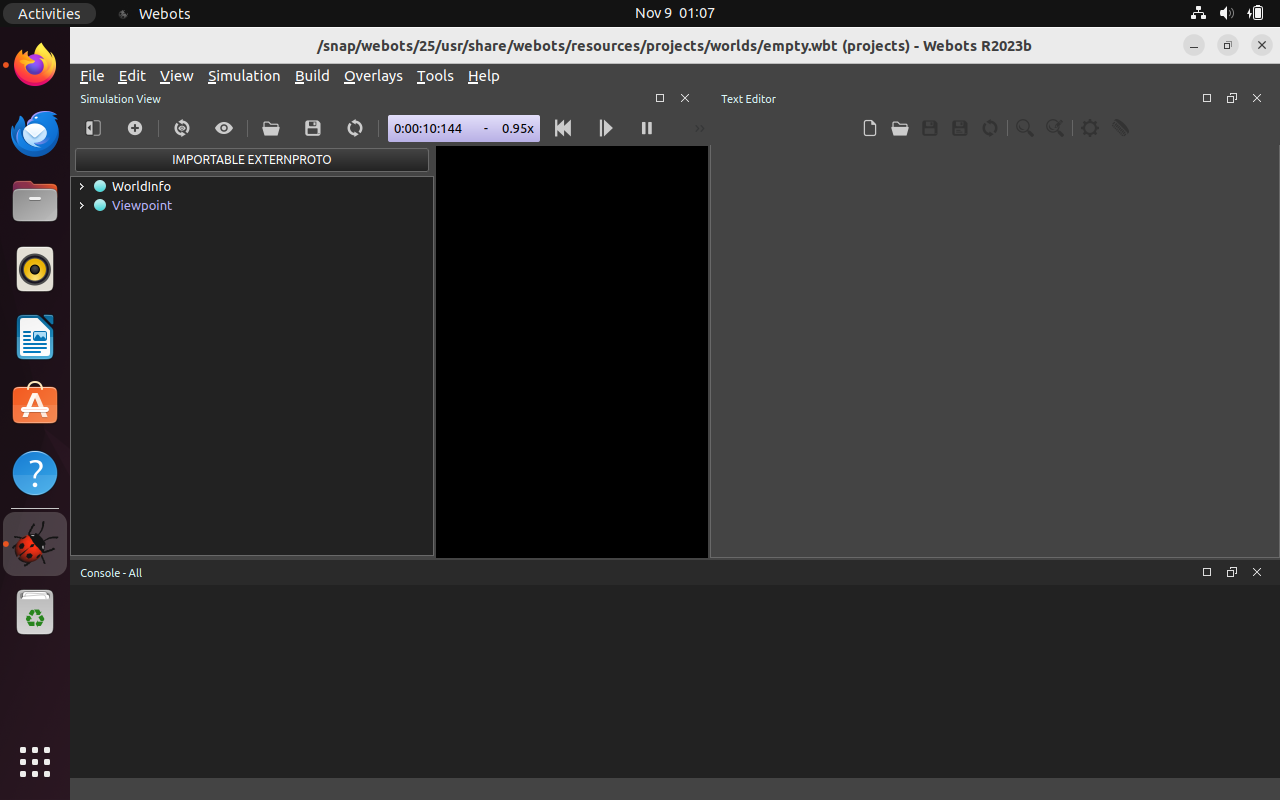 Activities
Webots
Nov 9 01:07
/snap/webots/25/usr/share/webots/resources/projects/worlds/empty.wbt (projects) - Webots R2023b
File Edit View Simulation Build Overlays Tools Help
Simulation View
Text Editor
0:00:10:144 - 0.95x
IMPORTABLE EXTERNPROTO
WorldInfo
Viewpoint
Console - All